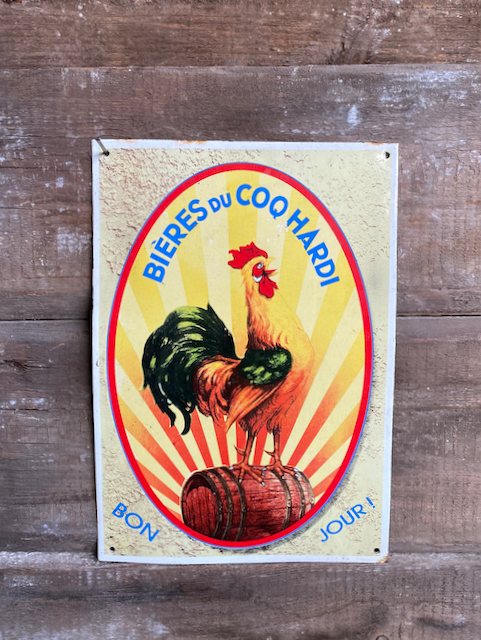 BIÈRES DU COQ HARDI
BON
JOUR !